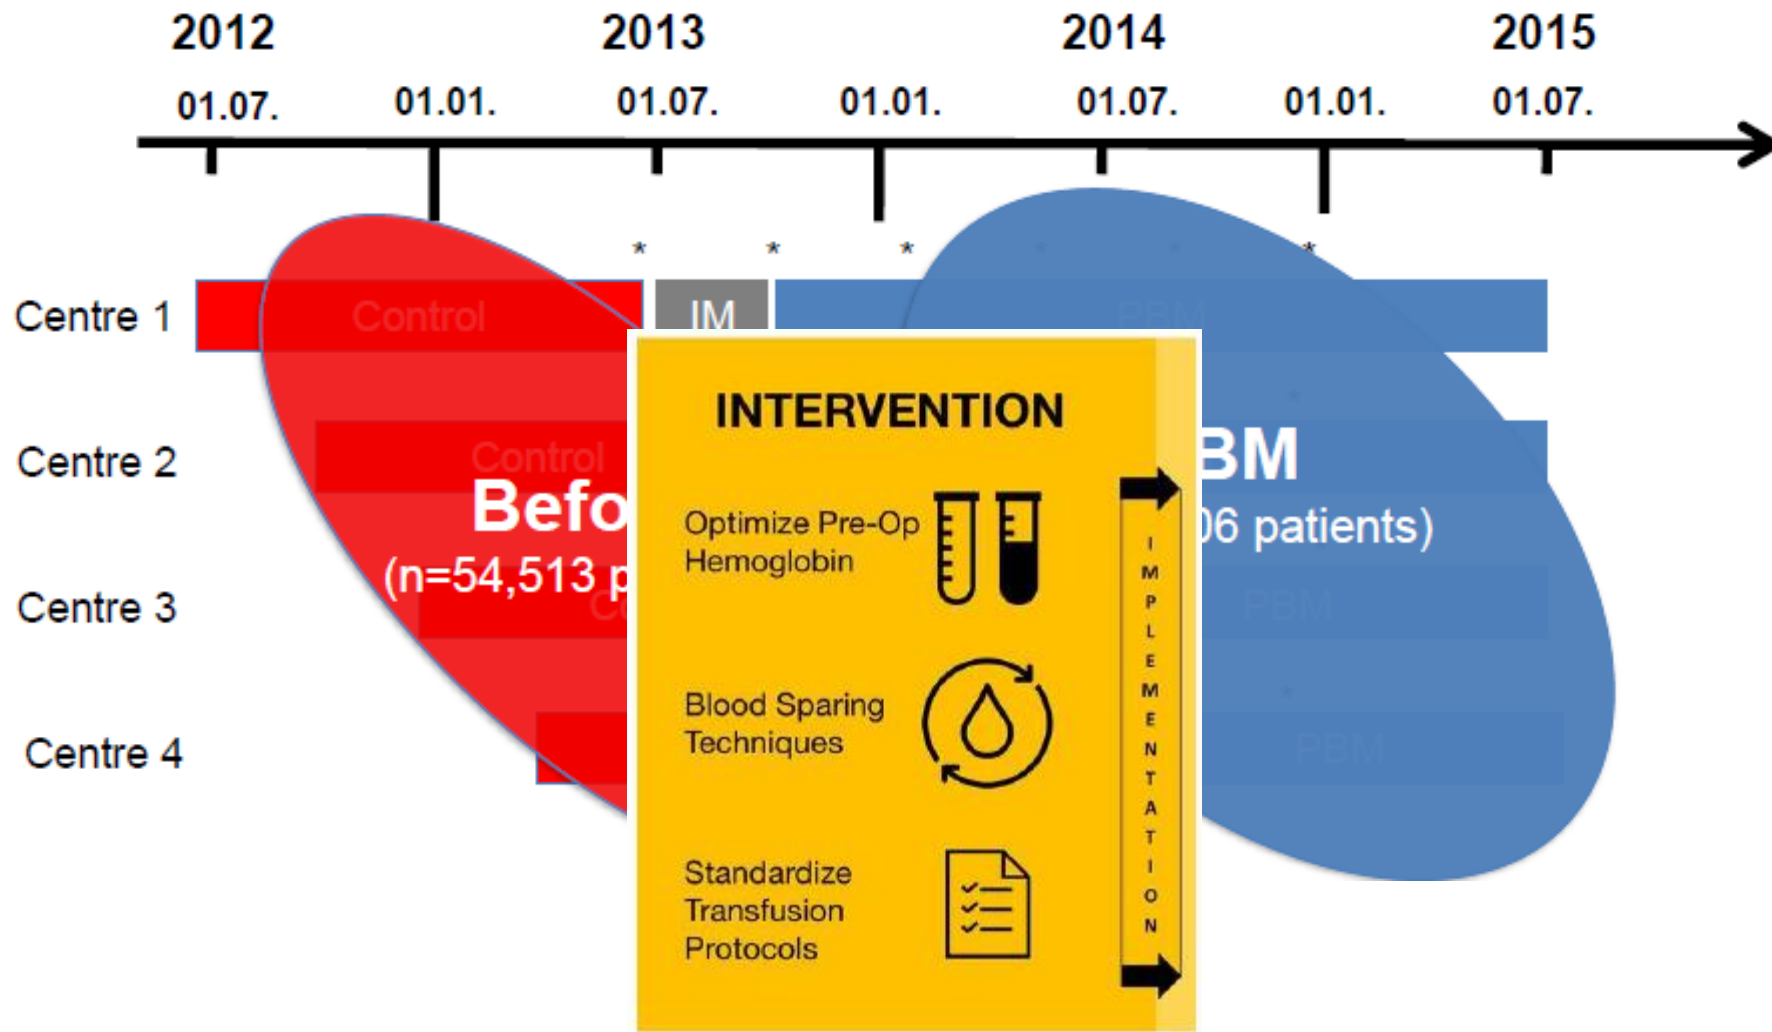 2012 2013 2014 2015
01.07. 01.01. 01.07. 01.01. 01.07. 01.01. 01.07.
* * * * * *
Centre 1 Control IM PBM
*
Centre 2 Control
Befo
BM
(n=54,513 p
06 patients)
Centre 3 Co PBM
*
Centre 4 PBM
INTERVENTION
Optimize Pre-Op
Hemoglobin
Blood Sparing
Techniques
Standardize
Transfusion
Protocols
IMPLEMENTATION